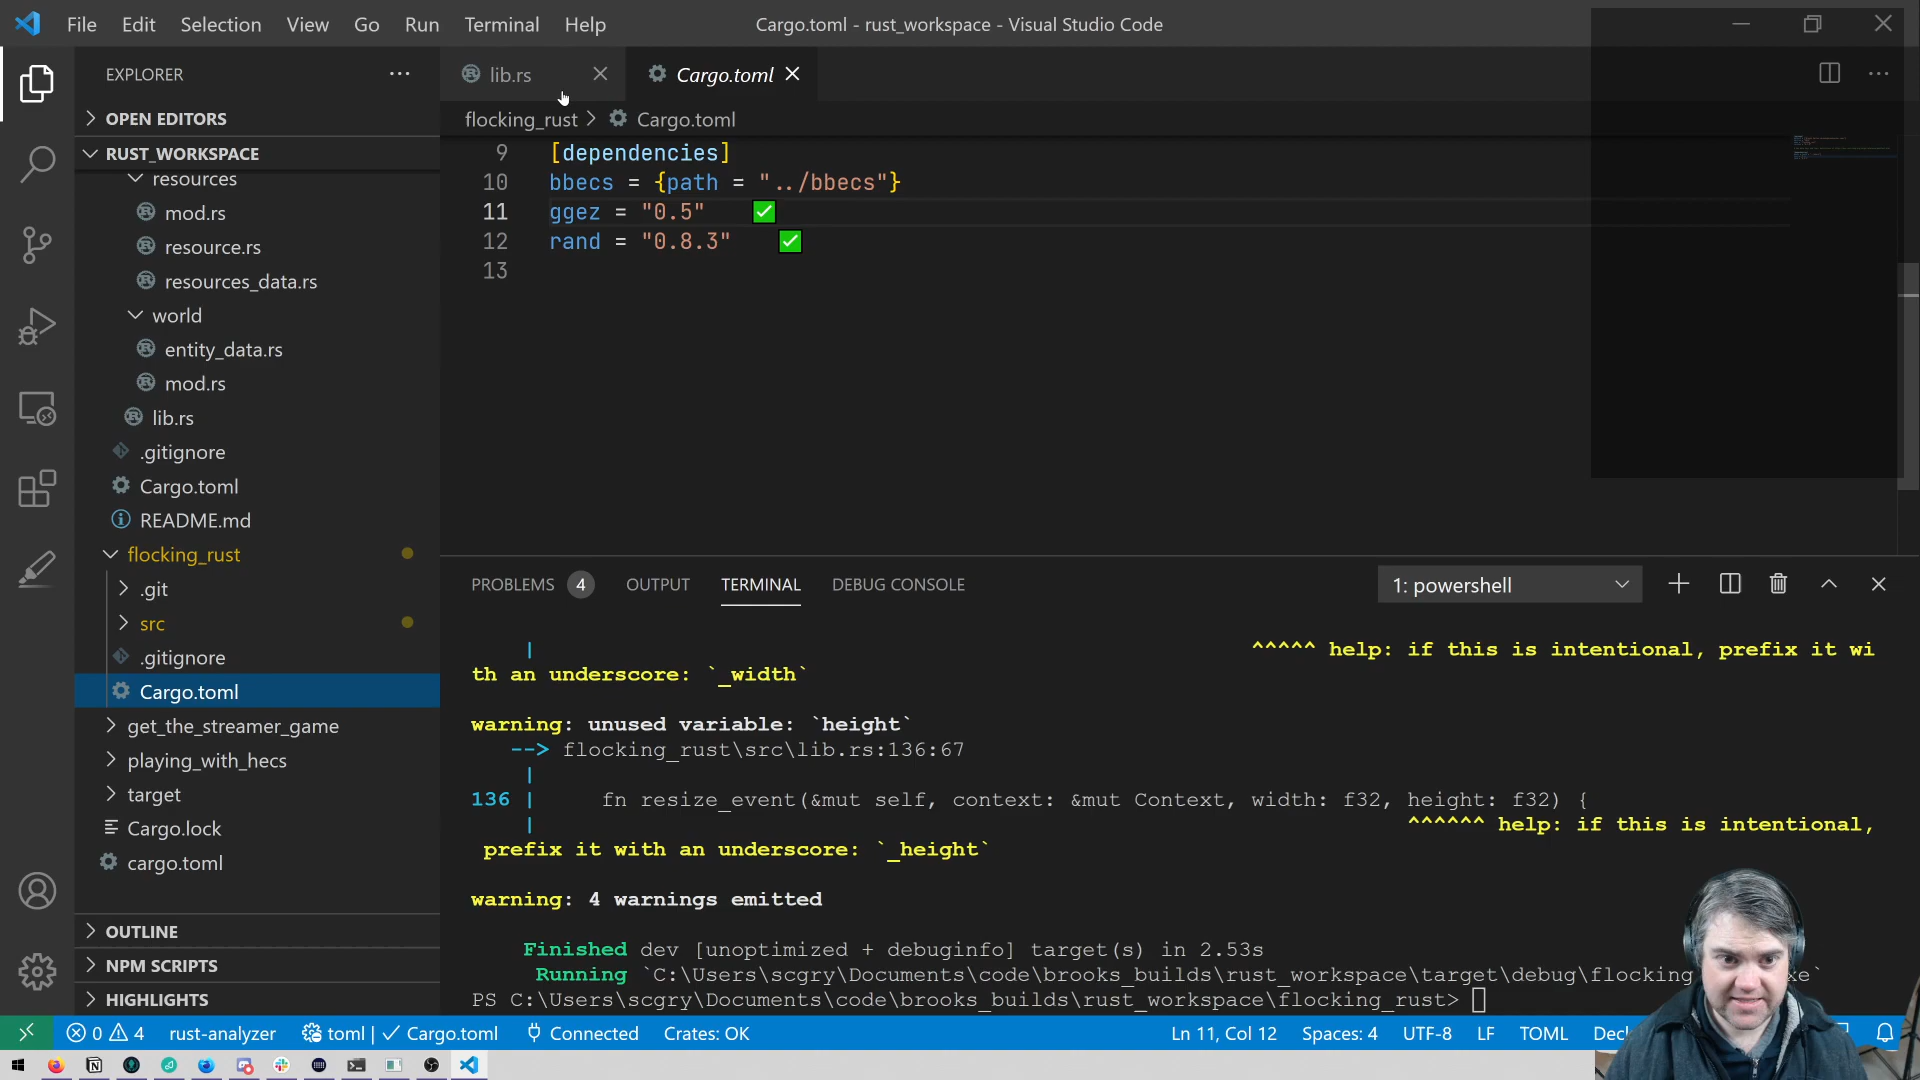 File Edit Selection View Go Run Terminal Help
Cargo.toml - rust_workspace - Visual Studio Code
EXPLORER
OPEN EDITORS
RUST_WORKSPACE
resources
mod.rs
resource.rs
resources_data.rs
world
entity_data.rs
mod.rs
lib.rs
.gitignore
Cargo.toml
README.md
flocking_rust
.git
src
.gitignore
Cargo.toml
get_the_streamer_game
playing_with_hecs
target
Cargo.lock
cargo.toml
OUTLINE
NPM SCRIPTS
HIGHLIGHTS
lib.rs
Cargo.toml
flocking_rust > Cargo.toml
9 [dependencies]
10 bbecs = {path = "../bbecs"}
11 ggez = "0.5" ✅
12 rand = "0.8.3" ✅
13
PROBLEMS 4 OUTPUT TERMINAL DEBUG CONSOLE
1: powershell
| ^^^^^ help: if this is intentional, prefix it wi
th an underscore: `_width`
warning: unused variable: `height`
--> flocking_rust\src\lib.rs:136:67
|
136 | fn resize_event(&mut self, context: &mut Context, width: f32, height: f32) {
| ^^^^^^ help: if this is intentional,
prefix it with an underscore: `_height`
warning: 4 warnings emitted
Finished dev [unoptimized + debuginfo] target(s) in 2.53s
Running `C:\Users\scgry\Documents\code\brooks_builds\rust_workspace\target\debug\flocking
PS C:\Users\scgry\Documents\code\brooks_builds\rust_workspace\flocking_rust>
0 4 rust-analyzer toml | ✓ Cargo.toml Connected Crates: OK
Ln 11, Col 12 Spaces: 4 UTF-8 LF TOML